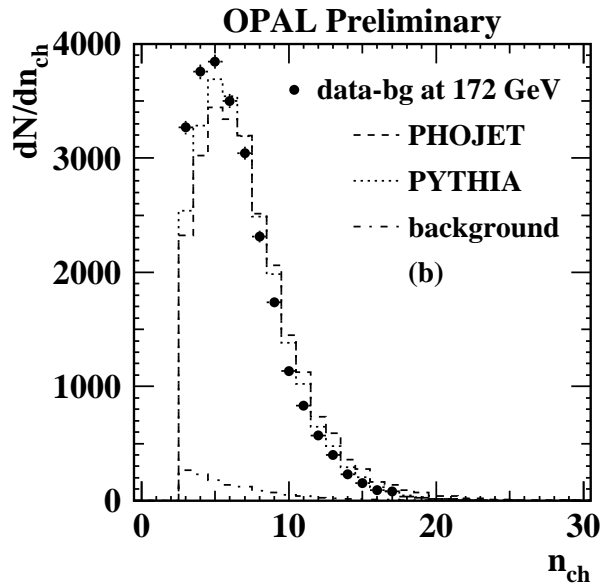 OPAL Preliminary
dN/dn_ch
4000
3000
2000
1000
0
data-bg at 172 GeV
PHOJET
PYTHIA
background
(b)
0 10 20 30
n_ch